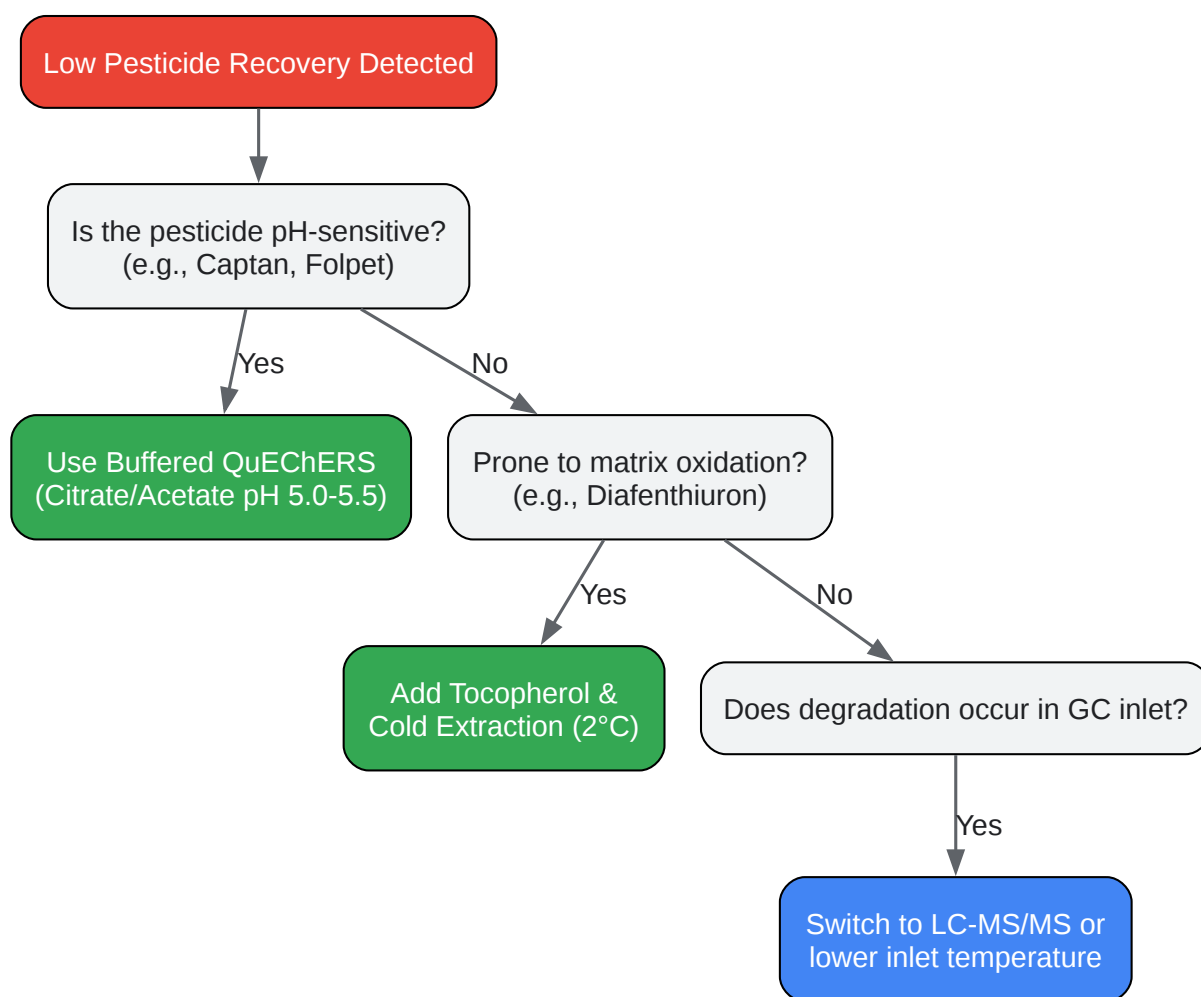 Low Pesticide Recovery Detected
Is the pesticide pH-sensitive?
(e.g., Captan, Folpet)
Yes
No
Use Buffered QuEChERS
(Citrate/Acetate pH 5.0-5.5)
Prone to matrix oxidation?
(e.g., Diafenthiuron)
Yes
No
Add Tocopherol &
Cold Extraction (2°C)
Does degradation occur in GC inlet?
Yes
Switch to LC-MS/MS or
lower inlet temperature